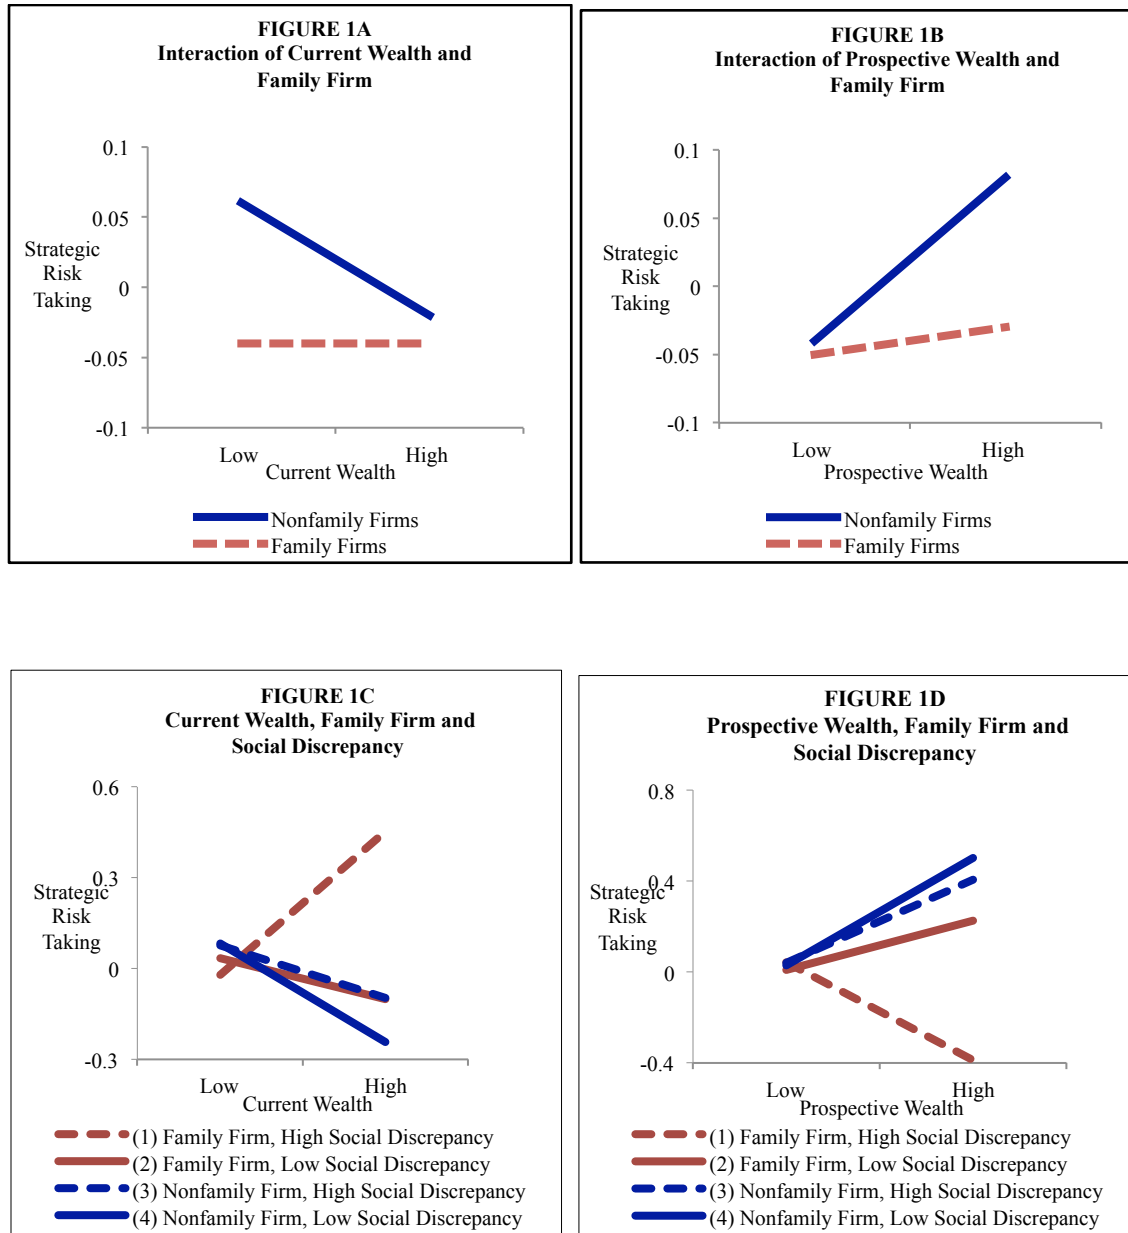 FIGURE 1A
Interaction of Current Wealth and
Family Firm
0.1
0.05
Strategic
Risk
0
Taking
-0.05
-0.1
Low
High
Current Wealth
Nonfamily Firms
Family Firms
FIGURE 1B
Interaction of Prospective Wealth and
Family Firm
0.1
0.05
Strategic
Risk
0
Taking
-0.05
-0.1
Low
High
Prospective Wealth
Nonfamily Firms
Family Firms
FIGURE 1C
Current Wealth, Family Firm and
Social Discrepancy
0.6
0.3
Strategic
Risk
Taking
0
-0.3
Low
High
Current Wealth
(1) Family Firm, High Social Discrepancy
(2) Family Firm, Low Social Discrepancy
(3) Nonfamily Firm, High Social Discrepancy
(4) Nonfamily Firm, Low Social Discrepancy
FIGURE 1D
Prospective Wealth, Family Firm and
Social Discrepancy
0.8
0.4
Strategic
Risk
Taking
0
-0.4
Low
High
Prospective Wealth
(1) Family Firm, High Social Discrepancy
(2) Family Firm, Low Social Discrepancy
(3) Nonfamily Firm, High Social Discrepancy
(4) Nonfamily Firm, Low Social Discrepancy